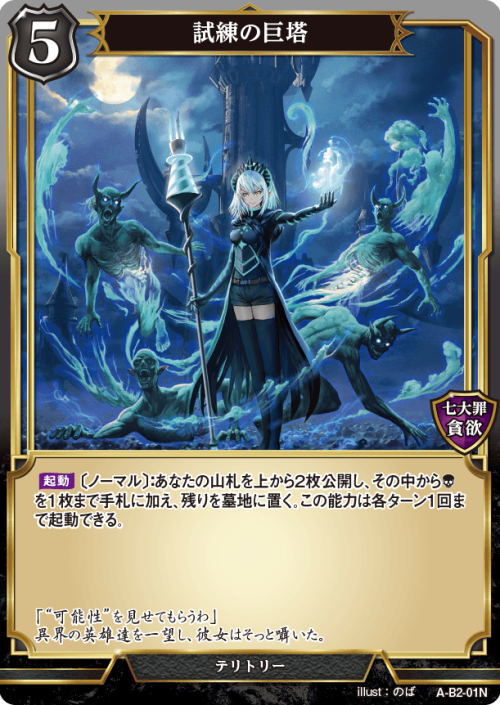 5
試練の巨塔
七大罪
貪欲
起動 〔ノーマル〕:あなたの山札を上から2枚公開し、その中から💀
を1枚まで手札に加え、残りを墓地に置く。この能力は各ターン1回ま
で起動できる。
「“可能性”を見せてもらうわ」
異界の英雄達を一望し、彼女はそっと囁いた。
テリトリー
illust:のば A-B2-01N